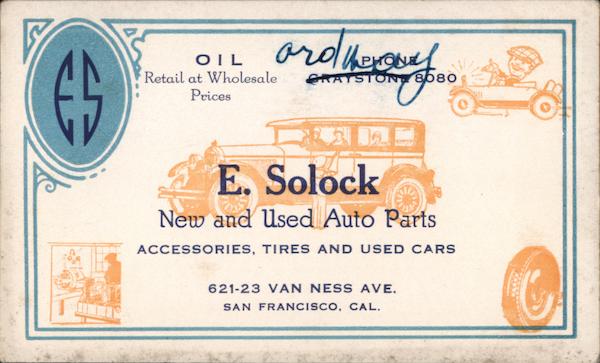 ES
OIL
Retail at Wholesale
Prices
ordway
PHONE
GRAYSTONE 8080
E. Solock
New and Used Auto Parts
ACCESSORIES, TIRES AND USED CARS
621-23 VAN NESS AVE.
SAN FRANCISCO, CAL.